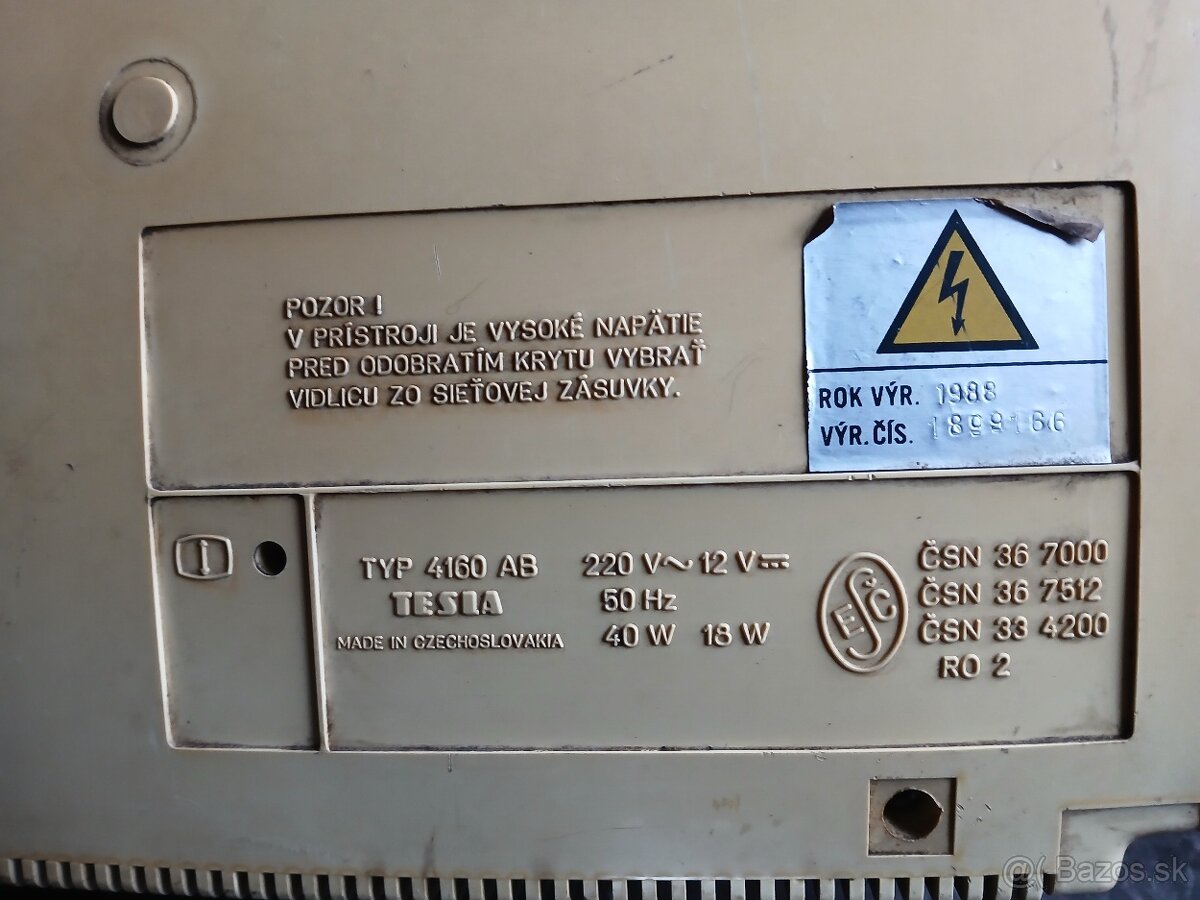 POZOR !
V PRÍSTROJI JE VYSOKÉ NAPÄTIE
PRED ODOBRATÍM KRYTU VYBRAŤ
VIDLICU ZO SIEŤOVEJ ZÁSUVKY.
ROK VÝR. 1988
VÝR. ČÍS. 1899166
TYP 4160 AB
TESLA
MADE IN CZECHOSLOVAKIA
220 V~ 12 V⎓
50 Hz
40 W 18 W
ESČ
ČSN 36 7000
ČSN 36 7512
ČSN 33 4200
RO 2
@( Bazos.sk